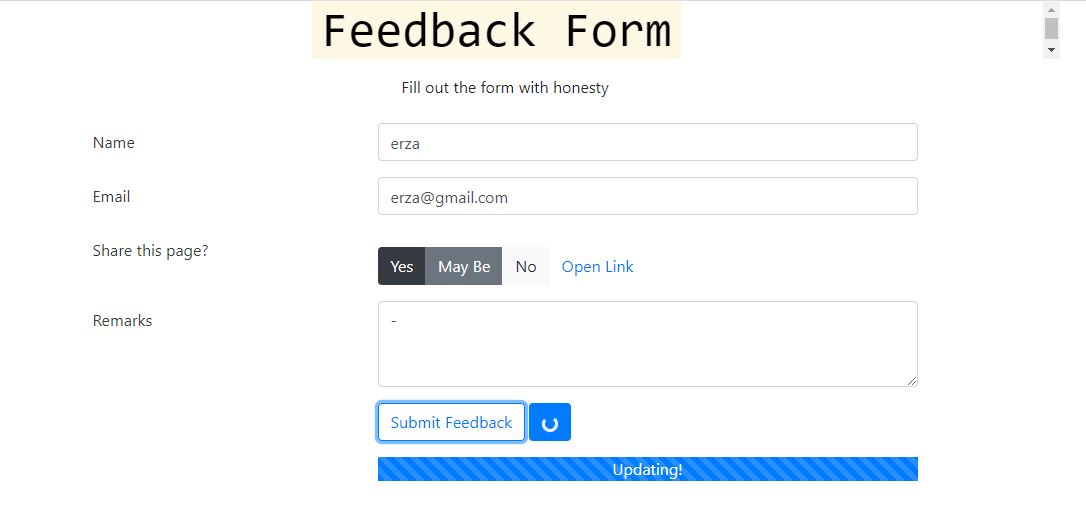 Feedback Form
Fill out the form with honesty
Name
erza
Email
erza@gmail.com
Share this page?
Yes May Be No Open Link
Remarks
-
Submit Feedback
Updating!